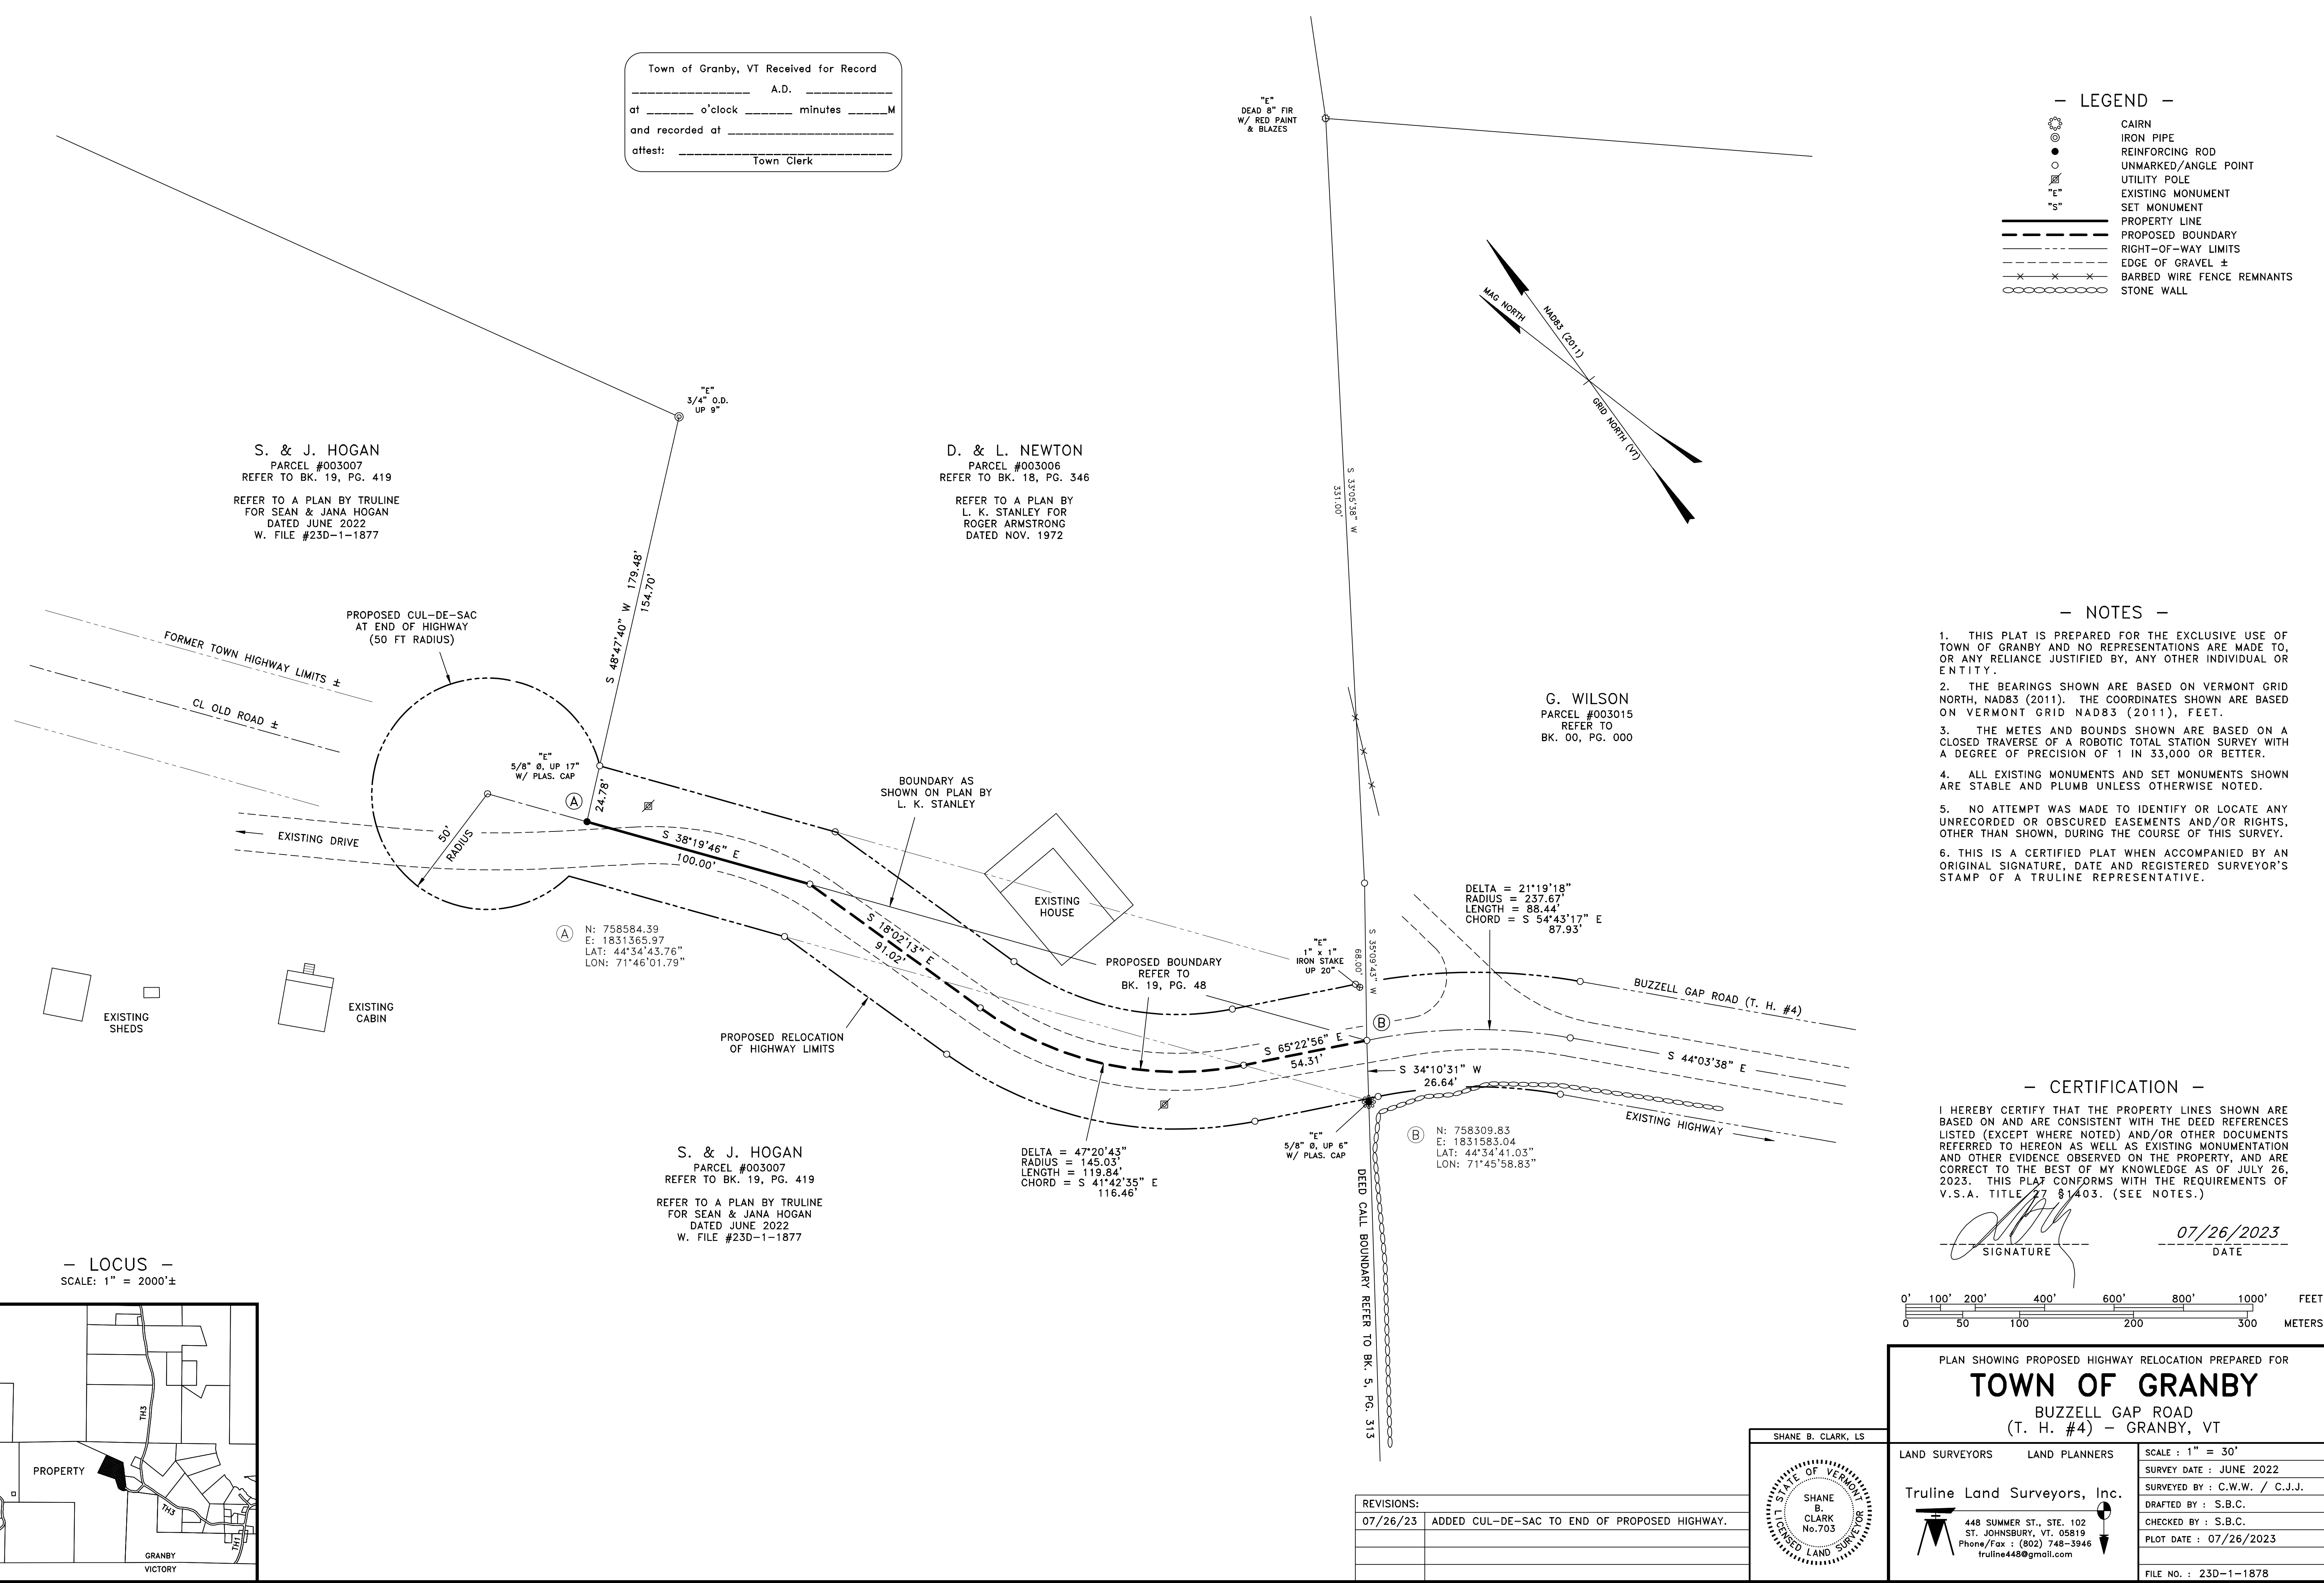 Town of Granby, VT Received for Record
_______________ A.D. ___________
at ______ o'clock ______ minutes _____M
and recorded at _____________________
attest: ___________________________
Town Clerk
"E"
DEAD 8" FIR
W/ RED PAINT
& BLAZES
– LEGEND –
CAIRN
IRON PIPE
REINFORCING ROD
UNMARKED/ANGLE POINT
UTILITY POLE
"E" EXISTING MONUMENT
"S" SET MONUMENT
PROPERTY LINE
PROPOSED BOUNDARY
RIGHT–OF–WAY LIMITS
EDGE OF GRAVEL ±
BARBED WIRE FENCE REMNANTS
STONE WALL
MAG NORTH
NAD83 (2011)
GRID NORTH (VT)
"E"
3/4" O.D.
UP 9"
S. & J. HOGAN
PARCEL #003007
REFER TO BK. 19, PG. 419
REFER TO A PLAN BY TRULINE
FOR SEAN & JANA HOGAN
DATED JUNE 2022
W. FILE #23D–1–1877
D. & L. NEWTON
PARCEL #003006
REFER TO BK. 18, PG. 346
REFER TO A PLAN BY
L. K. STANLEY FOR
ROGER ARMSTRONG
DATED NOV. 1972
S 33°05'38" W
331.00'
S 48°47'40" W 179.48'
154.70'
PROPOSED CUL–DE–SAC
AT END OF HIGHWAY
(50 FT RADIUS)
FORMER TOWN HIGHWAY LIMITS ±
CL OLD ROAD ±
G. WILSON
PARCEL #003015
REFER TO
BK. 00, PG. 000
– NOTES –
1. THIS PLAT IS PREPARED FOR THE EXCLUSIVE USE OF
TOWN OF GRANBY AND NO REPRESENTATIONS ARE MADE TO,
OR ANY RELIANCE JUSTIFIED BY, ANY OTHER INDIVIDUAL OR
ENTITY.
2. THE BEARINGS SHOWN ARE BASED ON VERMONT GRID
NORTH, NAD83 (2011). THE COORDINATES SHOWN ARE BASED
ON VERMONT GRID NAD83 (2011), FEET.
3. THE METES AND BOUNDS SHOWN ARE BASED ON A
CLOSED TRAVERSE OF A ROBOTIC TOTAL STATION SURVEY WITH
A DEGREE OF PRECISION OF 1 IN 33,000 OR BETTER.
4. ALL EXISTING MONUMENTS AND SET MONUMENTS SHOWN
ARE STABLE AND PLUMB UNLESS OTHERWISE NOTED.
5. NO ATTEMPT WAS MADE TO IDENTIFY OR LOCATE ANY
UNRECORDED OR OBSCURED EASEMENTS AND/OR RIGHTS,
OTHER THAN SHOWN, DURING THE COURSE OF THIS SURVEY.
6. THIS IS A CERTIFIED PLAT WHEN ACCOMPANIED BY AN
ORIGINAL SIGNATURE, DATE AND REGISTERED SURVEYOR'S
STAMP OF A TRULINE REPRESENTATIVE.
"E"
5/8" Ø, UP 17"
W/ PLAS. CAP
A
24.78'
BOUNDARY AS
SHOWN ON PLAN BY
L. K. STANLEY
50'
RADIUS
EXISTING DRIVE
S 38°19'46" E
100.00'
EXISTING
HOUSE
S 18°02'13" E
91.02'
A
N: 758584.39
E: 1831365.97
LAT: 44°34'43.76"
LON: 71°46'01.79"
DELTA = 21°19'18"
RADIUS = 237.67'
LENGTH = 88.44'
CHORD = S 54°43'17" E
87.93'
"E"
1" x 1"
IRON STAKE
UP 20"
S 35°09'43" W
68.00'
PROPOSED BOUNDARY
REFER TO
BK. 19, PG. 48
BUZZELL GAP ROAD (T. H. #4)
B
EXISTING
SHEDS
EXISTING
CABIN
PROPOSED RELOCATION
OF HIGHWAY LIMITS
S 65°22'56" E
54.31'
S 44°03'38" E
S 34°10'31" W
26.64'
EXISTING HIGHWAY
"E"
5/8" Ø, UP 6"
W/ PLAS. CAP
B
N: 758309.83
E: 1831583.04
LAT: 44°34'41.03"
LON: 71°45'58.83"
DELTA = 47°20'43"
RADIUS = 145.03'
LENGTH = 119.84'
CHORD = S 41°42'35" E
116.46'
S. & J. HOGAN
PARCEL #003007
REFER TO BK. 19, PG. 419
REFER TO A PLAN BY TRULINE
FOR SEAN & JANA HOGAN
DATED JUNE 2022
W. FILE #23D–1–1877
DEED CALL BOUNDARY REFER TO BK. 5, PG. 313
– CERTIFICATION –
I HEREBY CERTIFY THAT THE PROPERTY LINES SHOWN ARE
BASED ON AND ARE CONSISTENT WITH THE DEED REFERENCES
LISTED (EXCEPT WHERE NOTED) AND/OR OTHER DOCUMENTS
REFERRED TO HEREON AS WELL AS EXISTING MONUMENTATION
AND OTHER EVIDENCE OBSERVED ON THE PROPERTY, AND ARE
CORRECT TO THE BEST OF MY KNOWLEDGE AS OF JULY 26,
2023. THIS PLAT CONFORMS WITH THE REQUIREMENTS OF
V.S.A. TITLE 27 §1403. (SEE NOTES.)
07/26/2023
SIGNATURE DATE
0' 100' 200' 400' 600' 800' 1000' FEET
0 50 100 200 300 METERS
– LOCUS –
SCALE: 1" = 2000'±
TH3
PROPERTY
TH3
TH1
GRANBY
VICTORY
REVISIONS:
07/26/23 ADDED CUL–DE–SAC TO END OF PROPOSED HIGHWAY.
SHANE B. CLARK, LS
STATE OF VERMONT
SHANE
B.
CLARK
No.703
LICENSED LAND SURVEYOR
PLAN SHOWING PROPOSED HIGHWAY RELOCATION PREPARED FOR
TOWN OF GRANBY
BUZZELL GAP ROAD
(T. H. #4) – GRANBY, VT
LAND SURVEYORS LAND PLANNERS
Truline Land Surveyors, Inc.
448 SUMMER ST., STE. 102
ST. JOHNSBURY, VT. 05819
Phone/Fax : (802) 748–3946
truline448@gmail.com
SCALE : 1" = 30'
SURVEY DATE : JUNE 2022
SURVEYED BY : C.W.W. / C.J.J.
DRAFTED BY : S.B.C.
CHECKED BY : S.B.C.
PLOT DATE : 07/26/2023
FILE NO. : 23D–1–1878